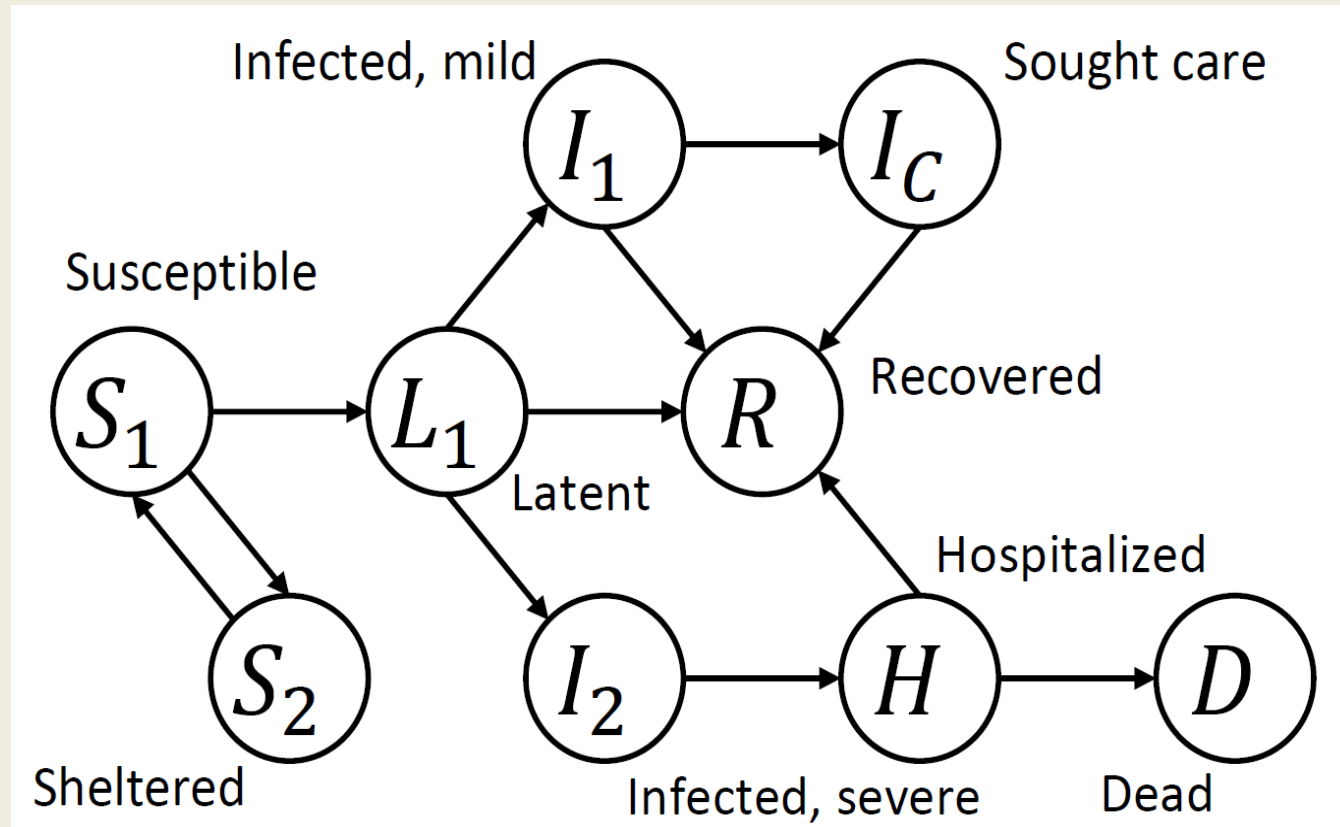 Infected, mild
Sought care
I1
IC
Susceptible
S1
L1
R
Recovered
Latent
Hospitalized
S2
I2
H
D
Sheltered
Infected, severe
Dead